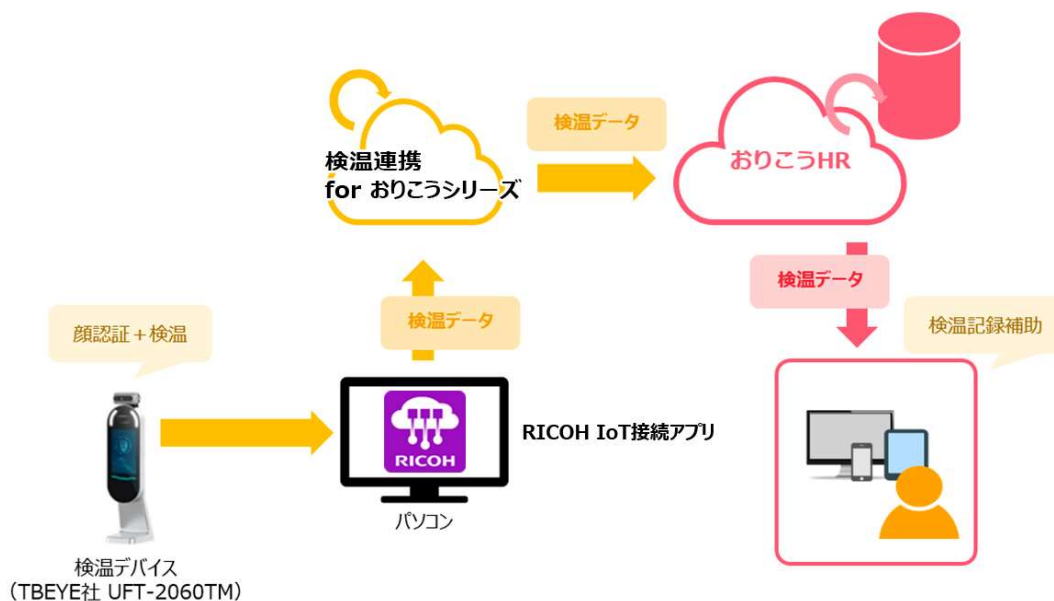 検温データ
検温連携
for おりこうシリーズ
おりこうHR
検温データ
検温データ
顔認証+検温
検温記録補助
RICOH
RICOH IoT接続アプリ
パソコン
検温デバイス
(TBEYE社 UFT-2060TM)